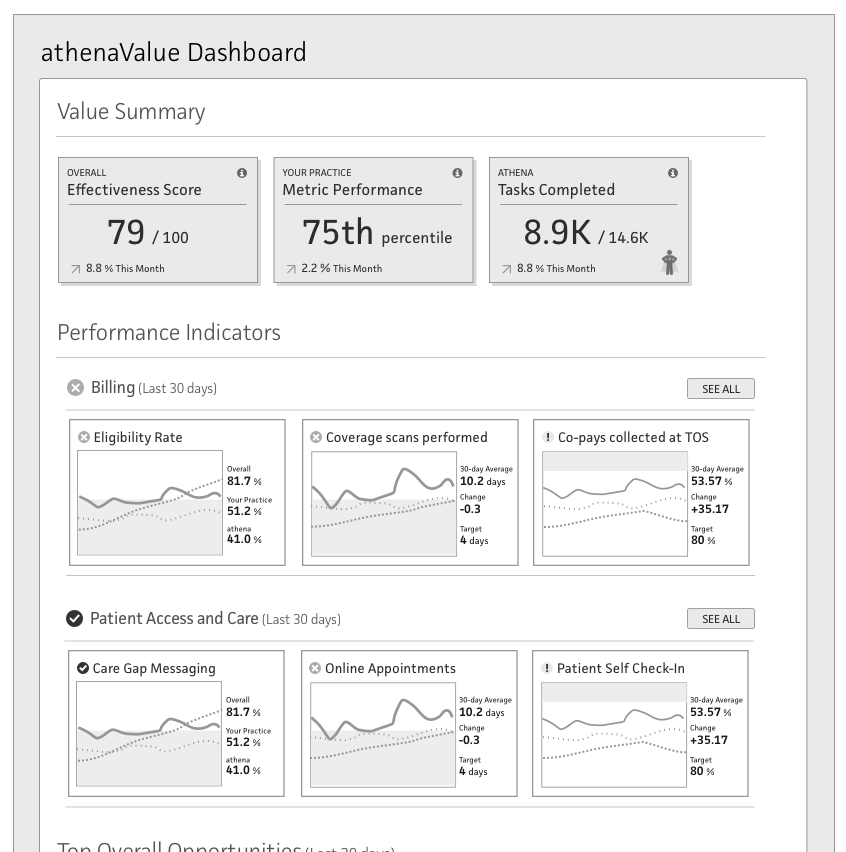 athenaValue Dashboard
Value Summary
OVERALL
Effectiveness Score
79 / 100
8.8 % This Month
YOUR PRACTICE
Metric Performance
75th percentile
2.2 % This Month
ATHENA
Tasks Completed
8.9K / 14.6K
8.8 % This Month
Performance Indicators
Billing (Last 30 days)
SEE ALL
Eligibility Rate
Overall
81.7 %
Your Practice
51.2 %
athena
41.0 %
Coverage scans performed
30-day Average
10.2 days
Change
-0.3
Target
4 days
Co-pays collected at TOS
30-day Average
53.57 %
Change
+35.17
Target
80 %
Patient Access and Care (Last 30 days)
SEE ALL
Care Gap Messaging
Overall
81.7 %
Your Practice
51.2 %
athena
41.0 %
Online Appointments
30-day Average
10.2 days
Change
-0.3
Target
4 days
Patient Self Check-In
30-day Average
53.57 %
Change
+35.17
Target
80 %
Top Overall Opportunities (Last 30 days)